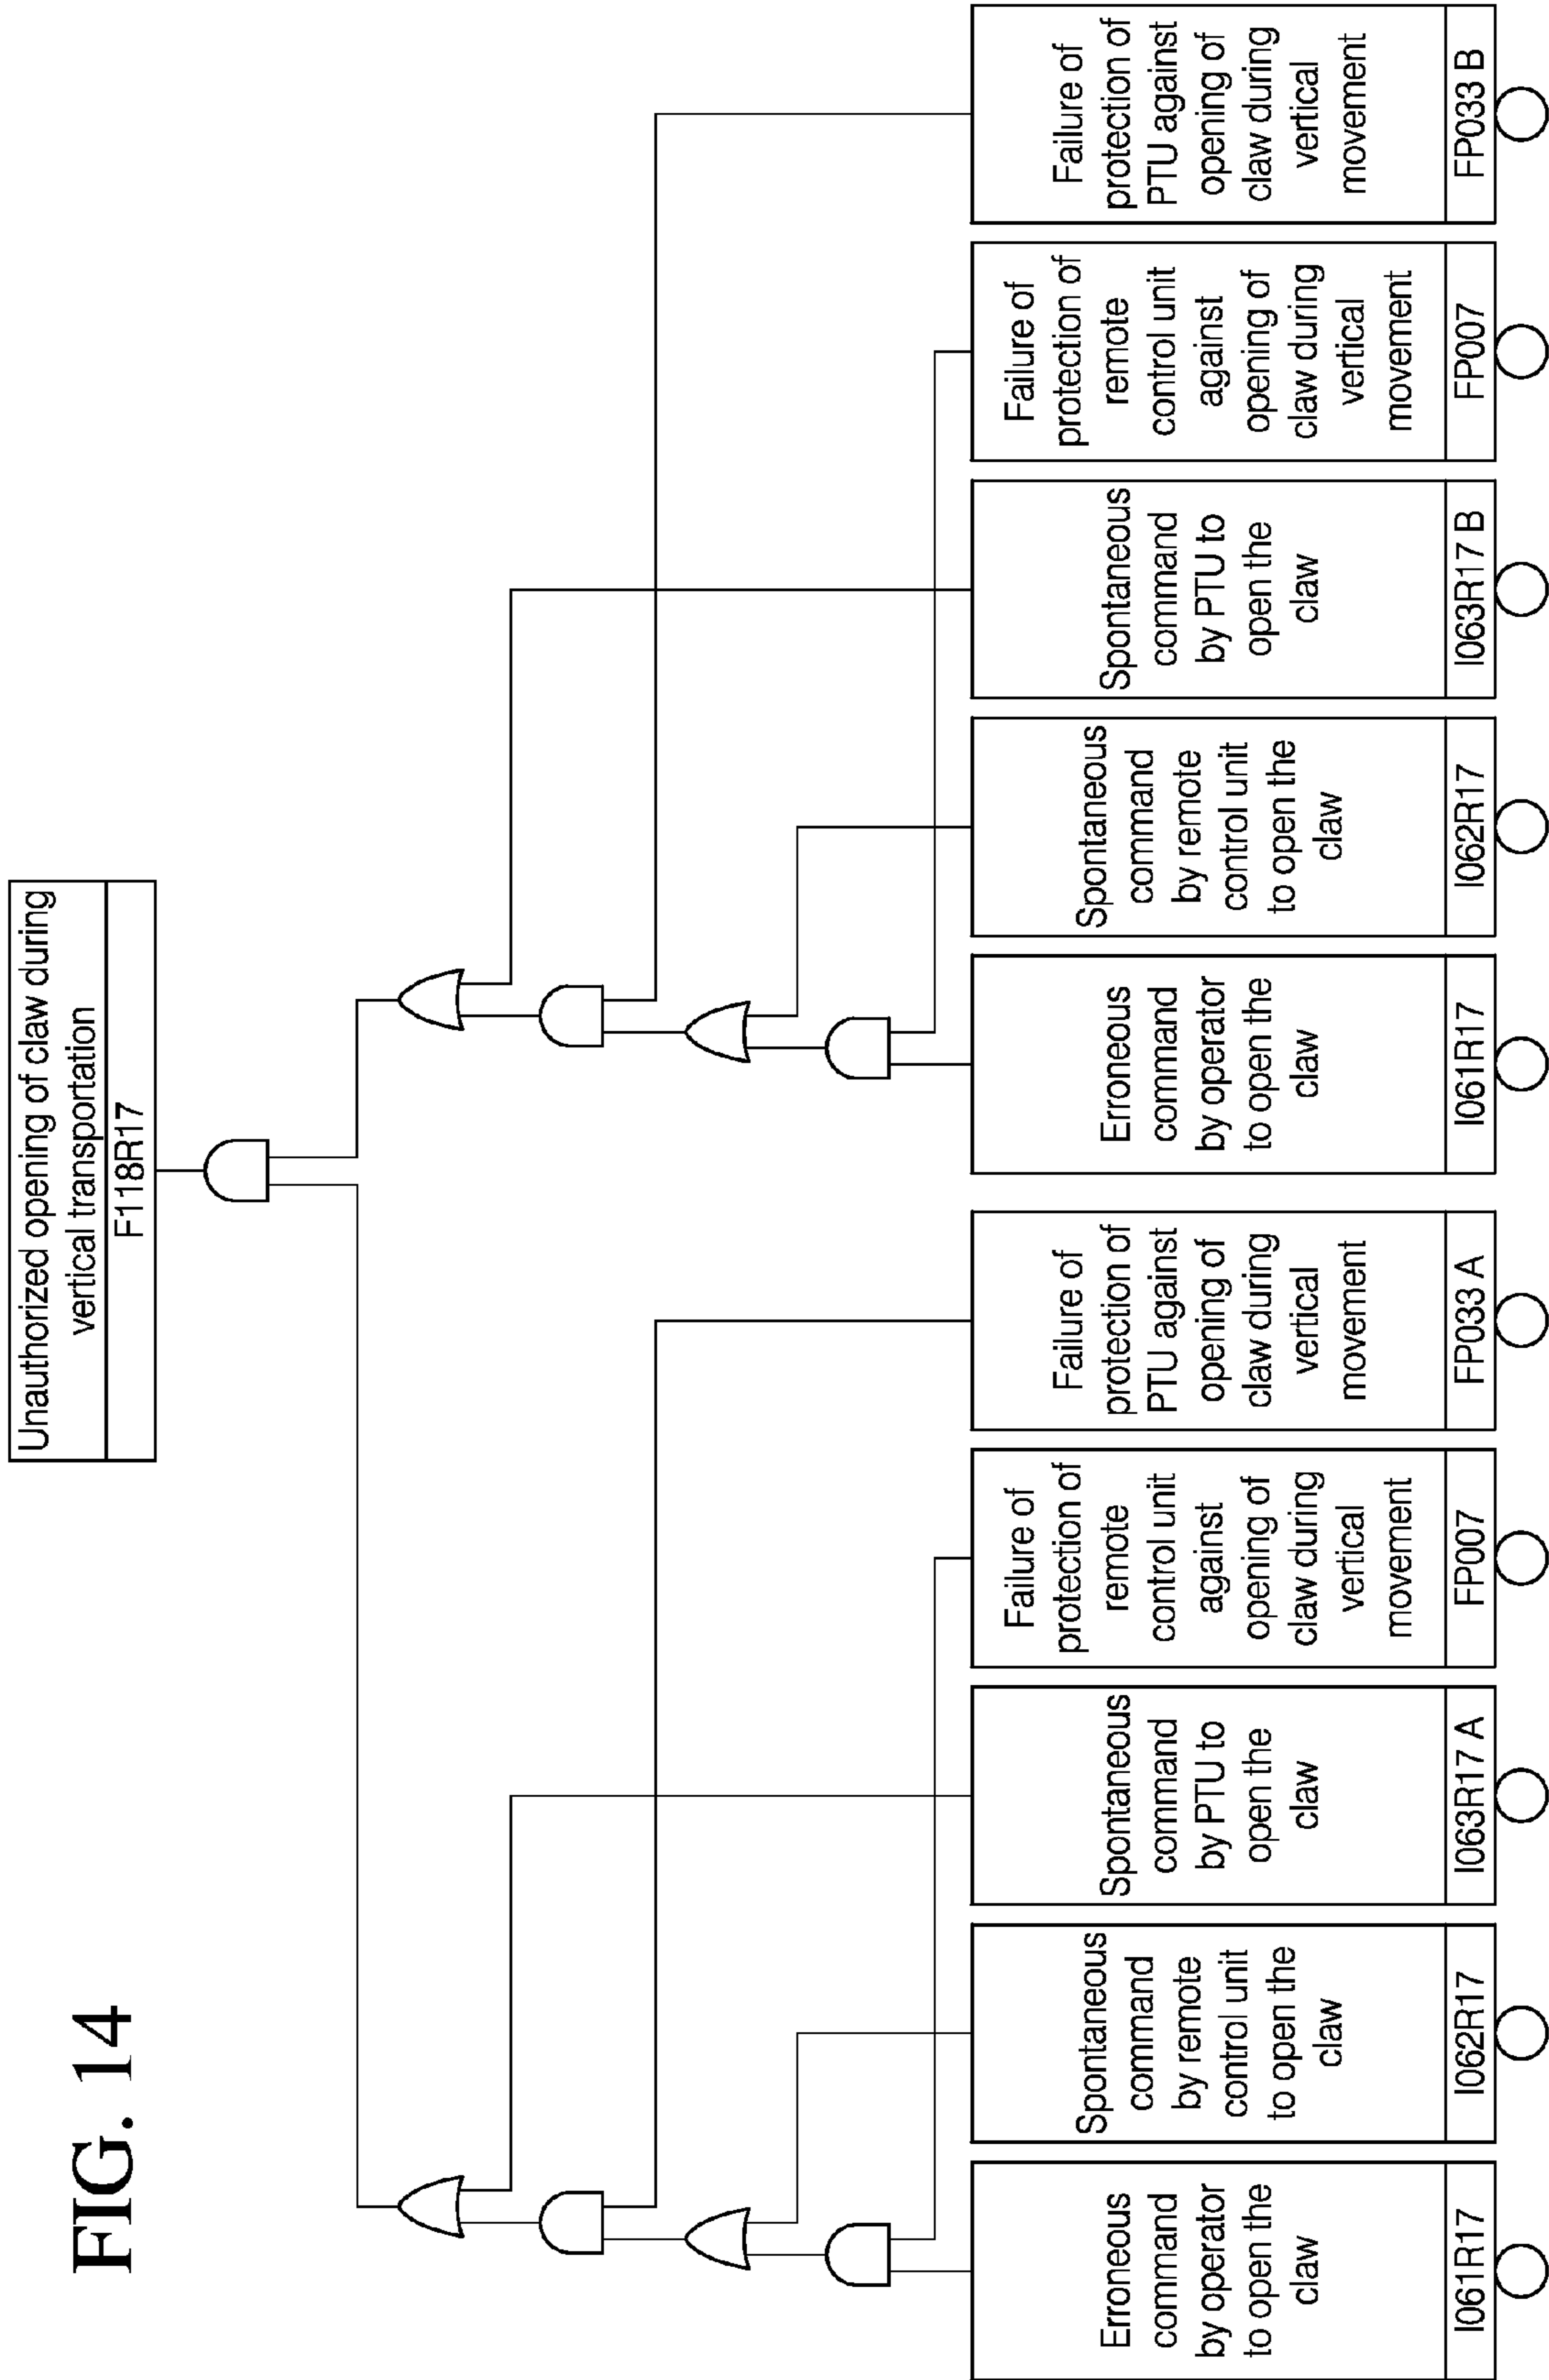 FIG. 14
Unauthorized opening of claw during
vertical transportation
F118R17
Erroneous
command
by operator
to open the
claw
I061R17
Spontaneous
command
by remote
control unit
to open the
claw
I062R17
Spontaneous
command
by PTU to
open the
claw
I063R17 A
Failure of
protection of
remote
control unit
against
opening of
claw during
vertical
movement
FP007
Failure of
protection of
PTU against
opening of
claw during
vertical
movement
FP033 A
Erroneous
command
by operator
to open the
claw
I061R17
Spontaneous
command
by remote
control unit
to open the
claw
I062R17
Spontaneous
command
by PTU to
open the
claw
I063R17 B
Failure of
protection of
remote
control unit
against
opening of
claw during
vertical
movement
FP007
Failure of
protection of
PTU against
opening of
claw during
vertical
movement
FP033 B